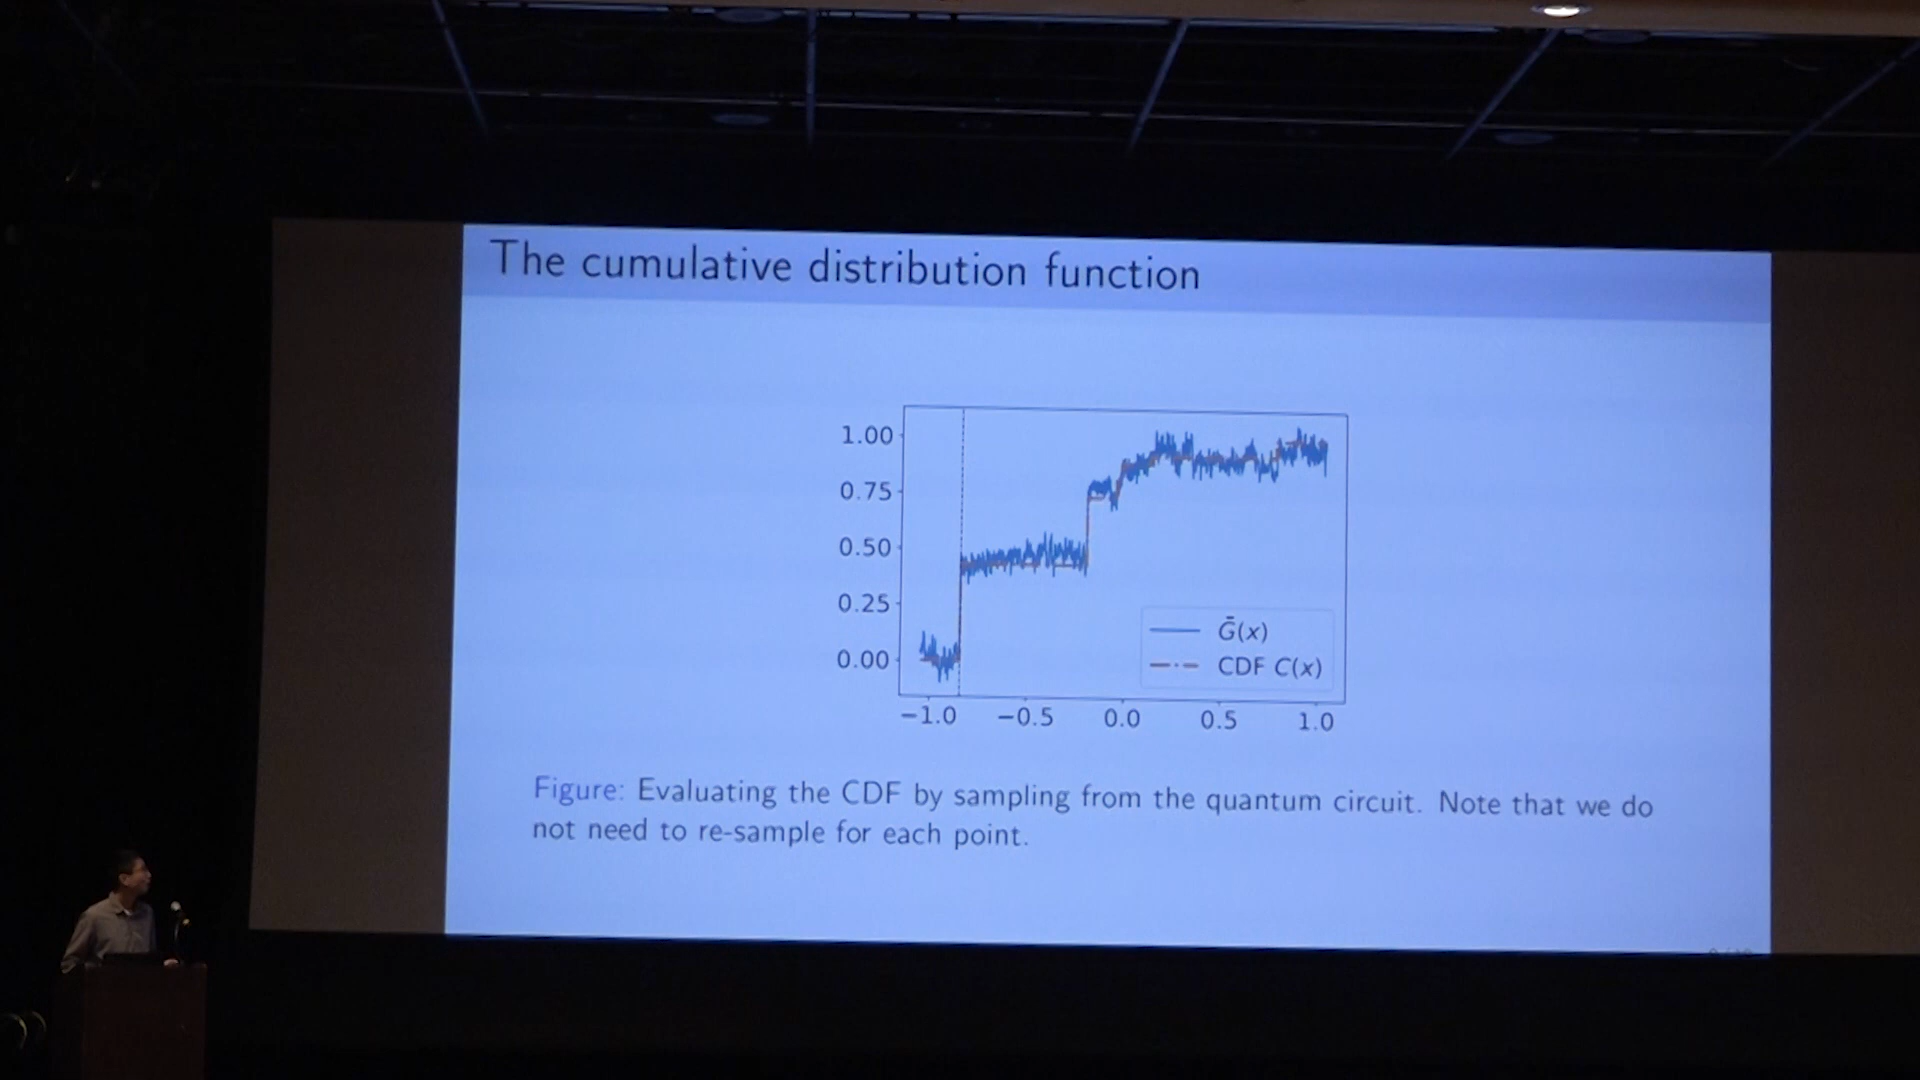 The cumulative distribution function
1.00
0.75
0.50
0.25
0.00
Ḡ(x)
CDF C(x)
−1.0 −0.5 0.0 0.5 1.0
Figure: Evaluating the CDF by sampling from the quantum circuit. Note that we do
not need to re-sample for each point.